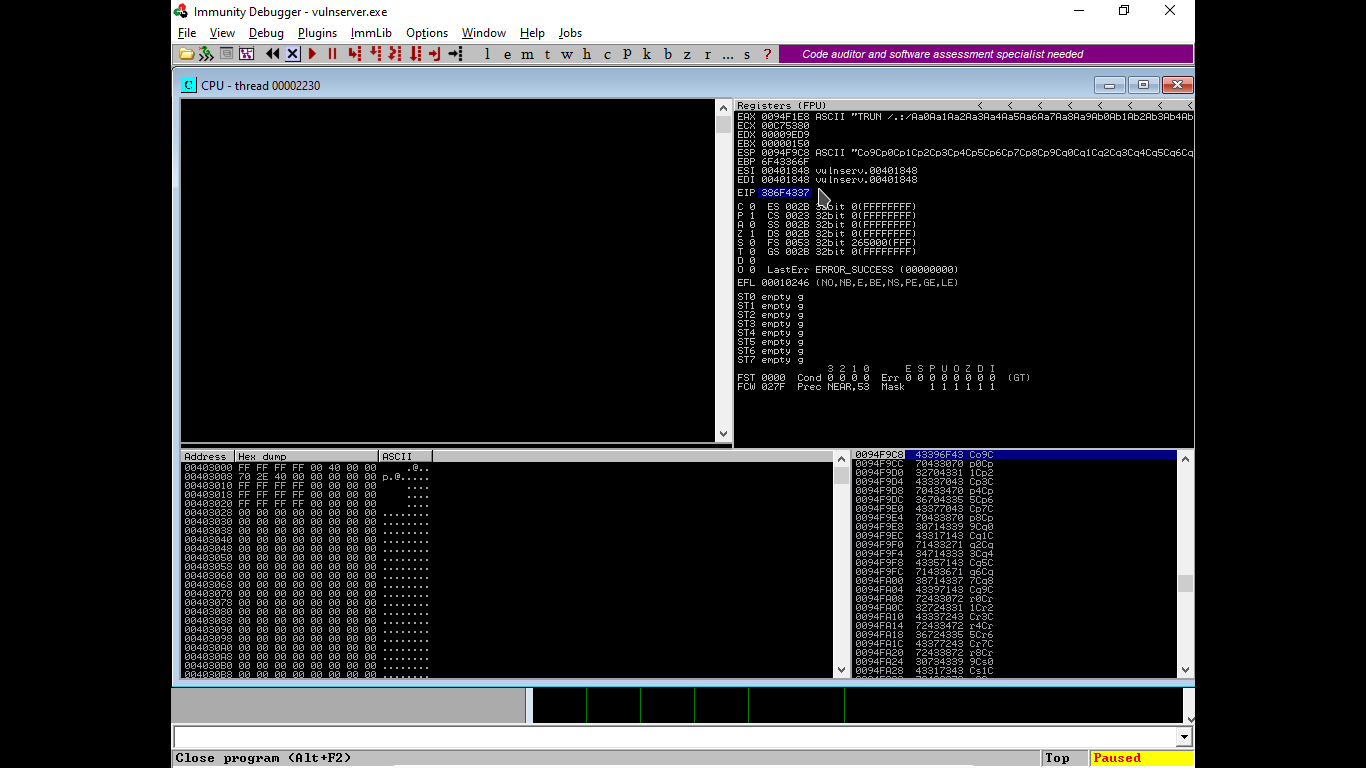 Immunity Debugger - vulnserver.exe
File View Debug Plugins ImmLib Options Window Help Jobs
l e m t w h c P k b z r ... s ? Code auditor and software assessment specialist needed
C CPU - thread 00002230
Registers (FPU) < < < < < < < <
EAX 0094F1E8 ASCII "TRUN /.:/Aa0Aa1Aa2Aa3Aa4Aa5Aa6Aa7Aa8Aa9Ab0Ab1Ab2Ab3Ab4Ab
ECX 00C75380
EDX 00009ED9
EBX 00000150
ESP 0094F9C8 ASCII "Co9Cp0Cp1Cp2Cp3Cp4Cp5Cp6Cp7Cp8Cp9Cq0Cq1Cq2Cq3Cq4Cq5Cq6Cq
EBP 6F43366F
ESI 00401848 vulnserv.00401848
EDI 00401848 vulnserv.00401848
EIP 386F4337
C 0 ES 002B 32bit 0(FFFFFFFF)
P 1 CS 0023 32bit 0(FFFFFFFF)
A 0 SS 002B 32bit 0(FFFFFFFF)
Z 1 DS 002B 32bit 0(FFFFFFFF)
S 0 FS 0053 32bit 265000(FFF)
T 0 GS 002B 32bit 0(FFFFFFFF)
D 0
O 0 LastErr ERROR_SUCCESS (00000000)
EFL 00010246 (NO,NB,E,BE,NS,PE,GE,LE)
ST0 empty g
ST1 empty g
ST2 empty g
ST3 empty g
ST4 empty g
ST5 empty g
ST6 empty g
ST7 empty g
3 2 1 0 E S P U O Z D I
FST 0000 Cond 0 0 0 0 Err 0 0 0 0 0 0 0 0 (GT)
FCW 027F Prec NEAR,53 Mask 1 1 1 1 1 1
Address Hex dump ASCII
00403000 FF FF FF FF 00 40 00 00 .@..
00403008 70 2E 40 00 00 00 00 00 p.@.....
00403010 FF FF FF FF 00 00 00 00 ....
00403018 FF FF FF FF 00 00 00 00 ....
00403020 FF FF FF FF 00 00 00 00 ....
00403028 00 00 00 00 00 00 00 00 ........
00403030 00 00 00 00 00 00 00 00 ........
00403038 00 00 00 00 00 00 00 00 ........
00403040 00 00 00 00 00 00 00 00 ........
00403048 00 00 00 00 00 00 00 00 ........
00403050 00 00 00 00 00 00 00 00 ........
00403058 00 00 00 00 00 00 00 00 ........
00403060 00 00 00 00 00 00 00 00 ........
00403068 00 00 00 00 00 00 00 00 ........
00403070 00 00 00 00 00 00 00 00 ........
00403078 00 00 00 00 00 00 00 00 ........
00403080 00 00 00 00 00 00 00 00 ........
00403088 00 00 00 00 00 00 00 00 ........
00403090 00 00 00 00 00 00 00 00 ........
00403098 00 00 00 00 00 00 00 00 ........
004030A0 00 00 00 00 00 00 00 00 ........
004030A8 00 00 00 00 00 00 00 00 ........
004030B0 00 00 00 00 00 00 00 00 ........
004030B8 00 00 00 00 00 00 00 00 ........
0094F9C8 43396F43 Co9C
0094F9CC 70433070 p0Cp
0094F9D0 32704331 1Cp2
0094F9D4 43337043 Cp3C
0094F9D8 70433470 p4Cp
0094F9DC 36704335 5Cp6
0094F9E0 43377043 Cp7C
0094F9E4 70433870 p8Cp
0094F9E8 30714339 9Cq0
0094F9EC 43317143 Cq1C
0094F9F0 71433271 q2Cq
0094F9F4 34714333 3Cq4
0094F9F8 43357143 Cq5C
0094F9FC 71433671 q6Cq
0094FA00 38714337 7Cq8
0094FA04 43397143 Cq9C
0094FA08 72433072 r0Cr
0094FA0C 32724331 1Cr2
0094FA10 43337243 Cr3C
0094FA14 72433472 r4Cr
0094FA18 36724335 5Cr6
0094FA1C 43377243 Cr7C
0094FA20 72433872 r8Cr
0094FA24 30734339 9Cs0
0094FA28 43317343 Cs1C
Close program (Alt+F2) Top Paused